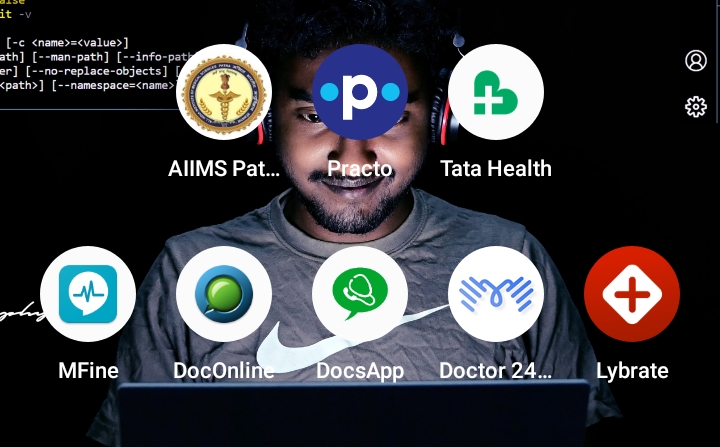 alse
it -v
[-c <name>=<value>]
ath] [--man-path] [--info-path
er] [--no-replace-objects] [
<path>] [--namespace=<name>
p
AIIMS Pat...
Practo
Tata Health
MFine
DocOnline
DocsApp
Doctor 24...
Lybrate